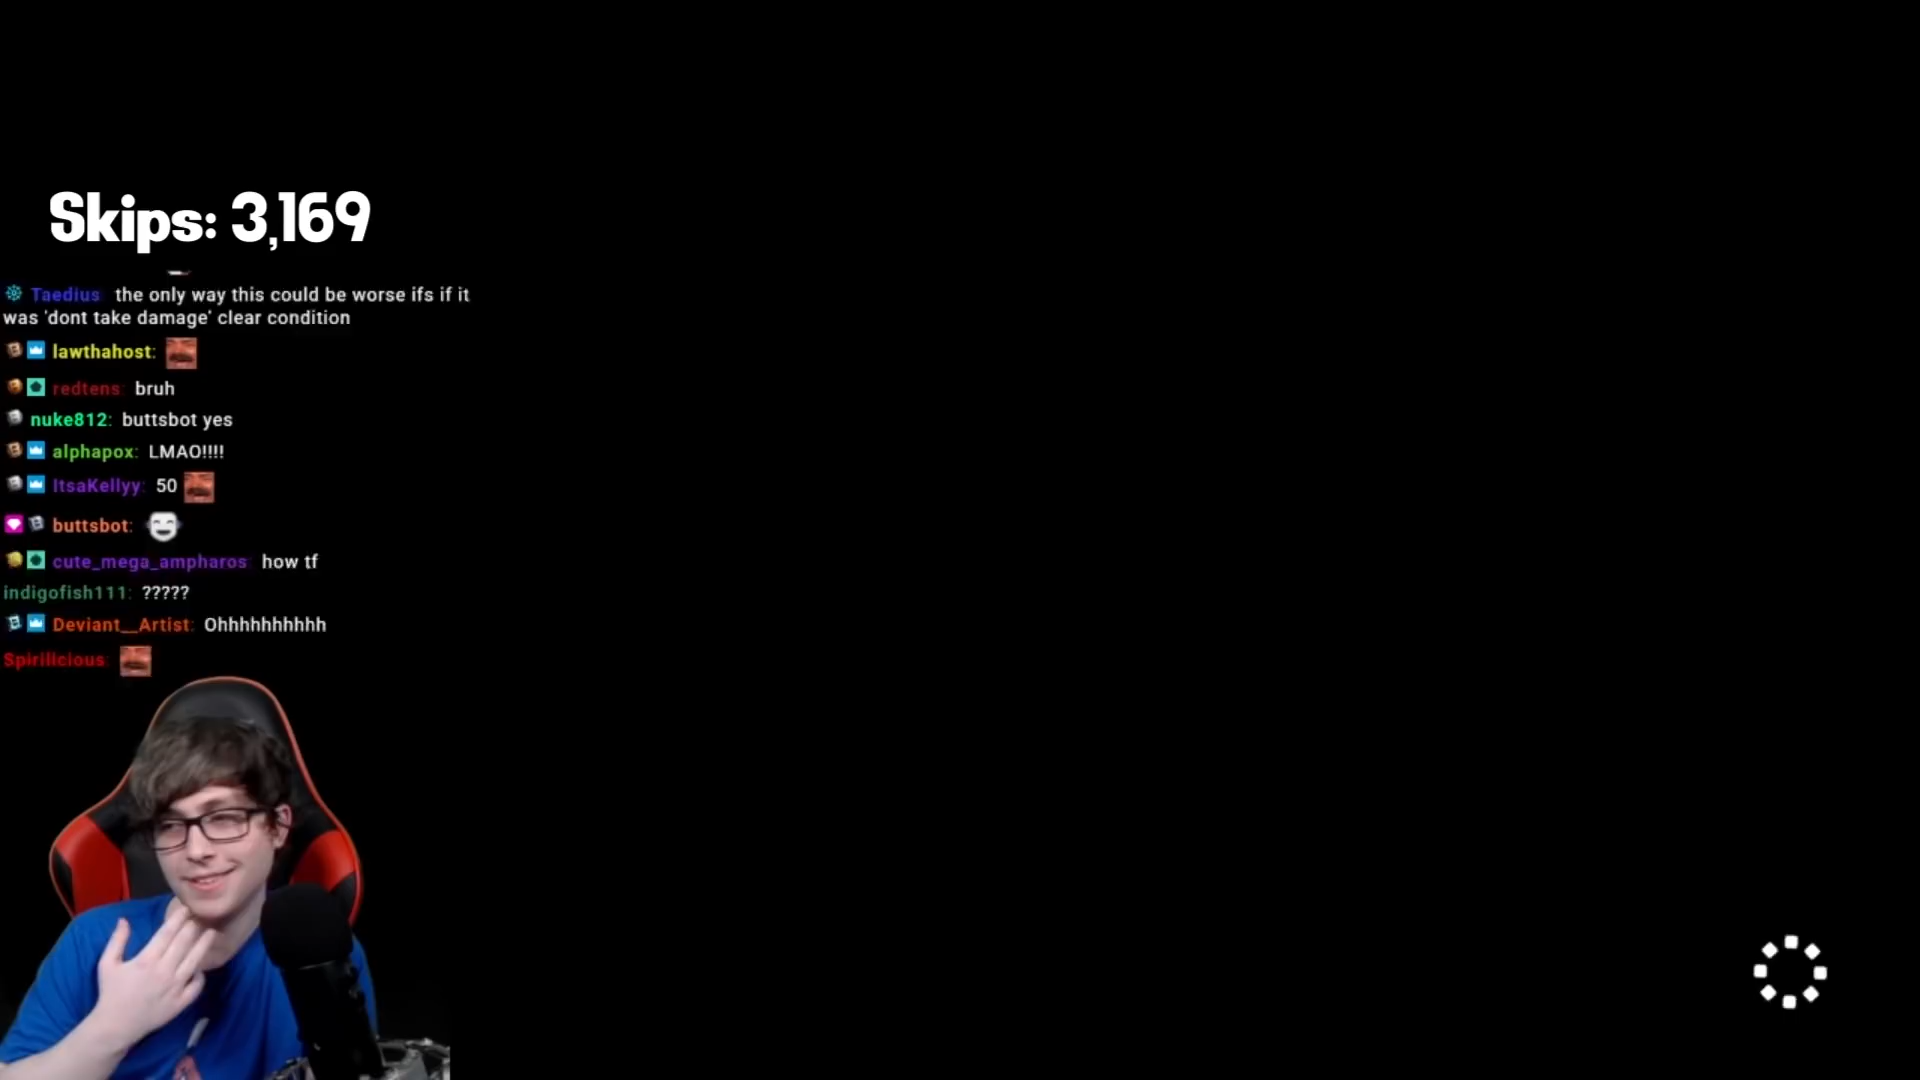 Skips: 3,169
Taedius the only way this could be worse ifs if it
was 'dont take damage' clear condition
lawthahost:
redtens: bruh
nuke812: buttsbot yes
alphapox: LMAO!!!!
ItsaKellyy: 50
buttsbot:
cute_mega_ampharos how tf
indigofish111: ?????
Deviant__Artist: Ohhhhhhhhhh
Spirilicious: